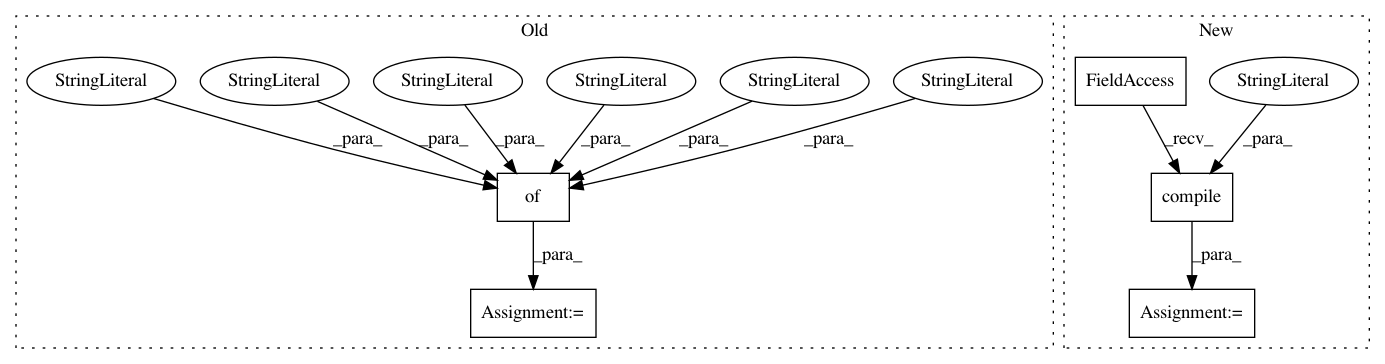 Old
New
StringLiteral StringLiteral StringLiteral StringLiteral StringLiteral StringLiteral FieldAccess StringLiteral
_para_ _para_ _para_ _para_ _para_ _para_ _recv_ _para_
of compile
_para_ _para_
Assignment:= Assignment:=